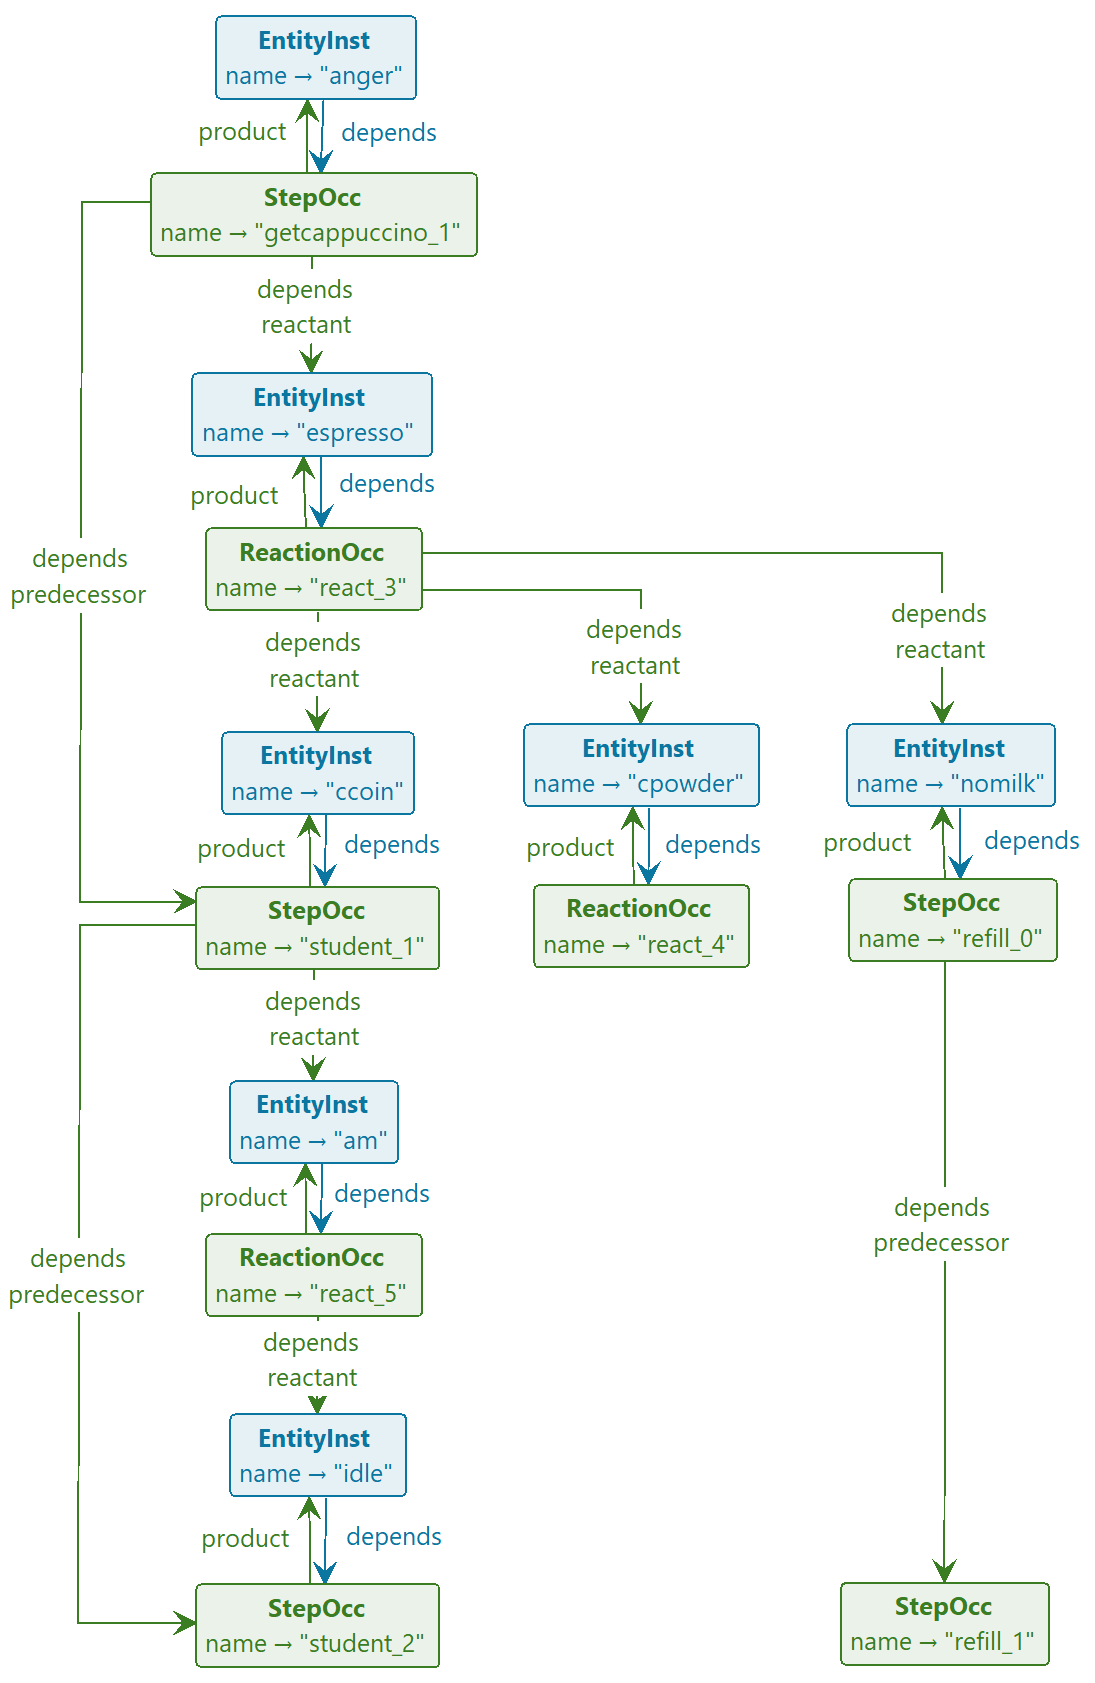 EntityInst
name → "anger"
product
depends
StepOcc
name → "getcappuccino_1"
depends
reactant
EntityInst
name → "espresso"
product
depends
depends
predecessor
ReactionOcc
name → "react_3"
depends
reactant
depends
reactant
depends
reactant
EntityInst
name → "ccoin"
EntityInst
name → "cpowder"
EntityInst
name → "nomilk"
product
depends
product
depends
product
depends
StepOcc
name → "student_1"
ReactionOcc
name → "react_4"
StepOcc
name → "refill_0"
depends
reactant
EntityInst
name → "am"
product
depends
depends
predecessor
ReactionOcc
name → "react_5"
depends
predecessor
depends
reactant
EntityInst
name → "idle"
product
depends
StepOcc
name → "student_2"
StepOcc
name → "refill_1"